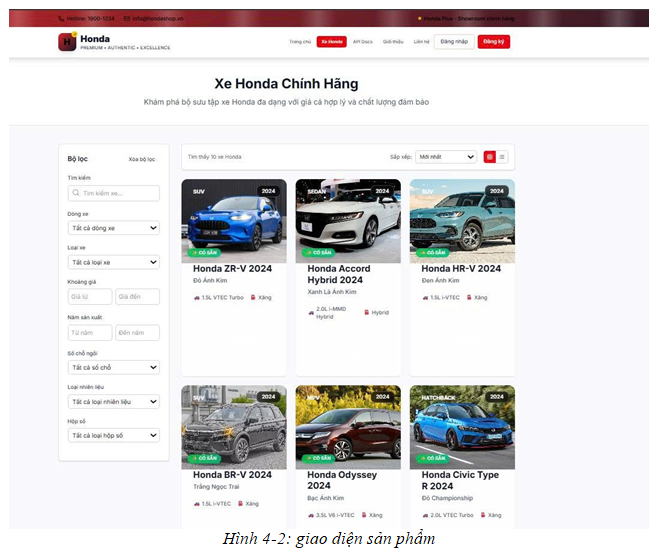 Hotline: 1900-1234 info@hondashop.vn
Honda Plus - Showroom chính hãng
H Honda
PREMIUM • AUTHENTIC • EXCELLENCE
Trang chủ Xe Honda API Docs Giới thiệu Liên hệ Đăng nhập Đăng ký
Xe Honda Chính Hãng
Khám phá bộ sưu tập xe Honda đa dạng với giá cả hợp lý và chất lượng đảm bảo
Bộ lọc Xóa bộ lọc
Tìm kiếm
Tìm kiếm xe...
Dòng xe
Tất cả dòng xe
Loại xe
Tất cả loại xe
Khoảng giá
Giá từ Giá đến
Năm sản xuất
Từ năm Đến năm
Số chỗ ngồi
Tất cả số chỗ
Loại nhiên liệu
Tất cả loại nhiên liệu
Hộp số
Tất cả loại hộp số
Tìm thấy 10 xe Honda
Sắp xếp: Mới nhất
SUV 2024
CÓ SẴN
Honda ZR-V 2024
Đỏ Ánh Kim
1.5L VTEC Turbo Xăng
SEDAN 2024
CÓ SẴN
Honda Accord
Hybrid 2024
Xanh Lá Ánh Kim
2.0L i-MMD
Hybrid Hybrid
SUV 2024
CÓ SẴN
Honda HR-V 2024
Đen Ánh Kim
1.5L i-VTEC Xăng
SUV 2024
CÓ SẴN
Honda BR-V 2024
Trắng Ngọc Trai
1.5L i-VTEC Xăng
MPV 2024
CÓ SẴN
Honda Odyssey
2024
Bạc Ánh Kim
3.5L V6 i-VTEC Xăng
HATCHBACK 2024
CÓ SẴN
Honda Civic Type
R 2024
Đỏ Championship
2.0L VTEC Turbo Xăng
Hình 4-2: giao diện sản phẩm